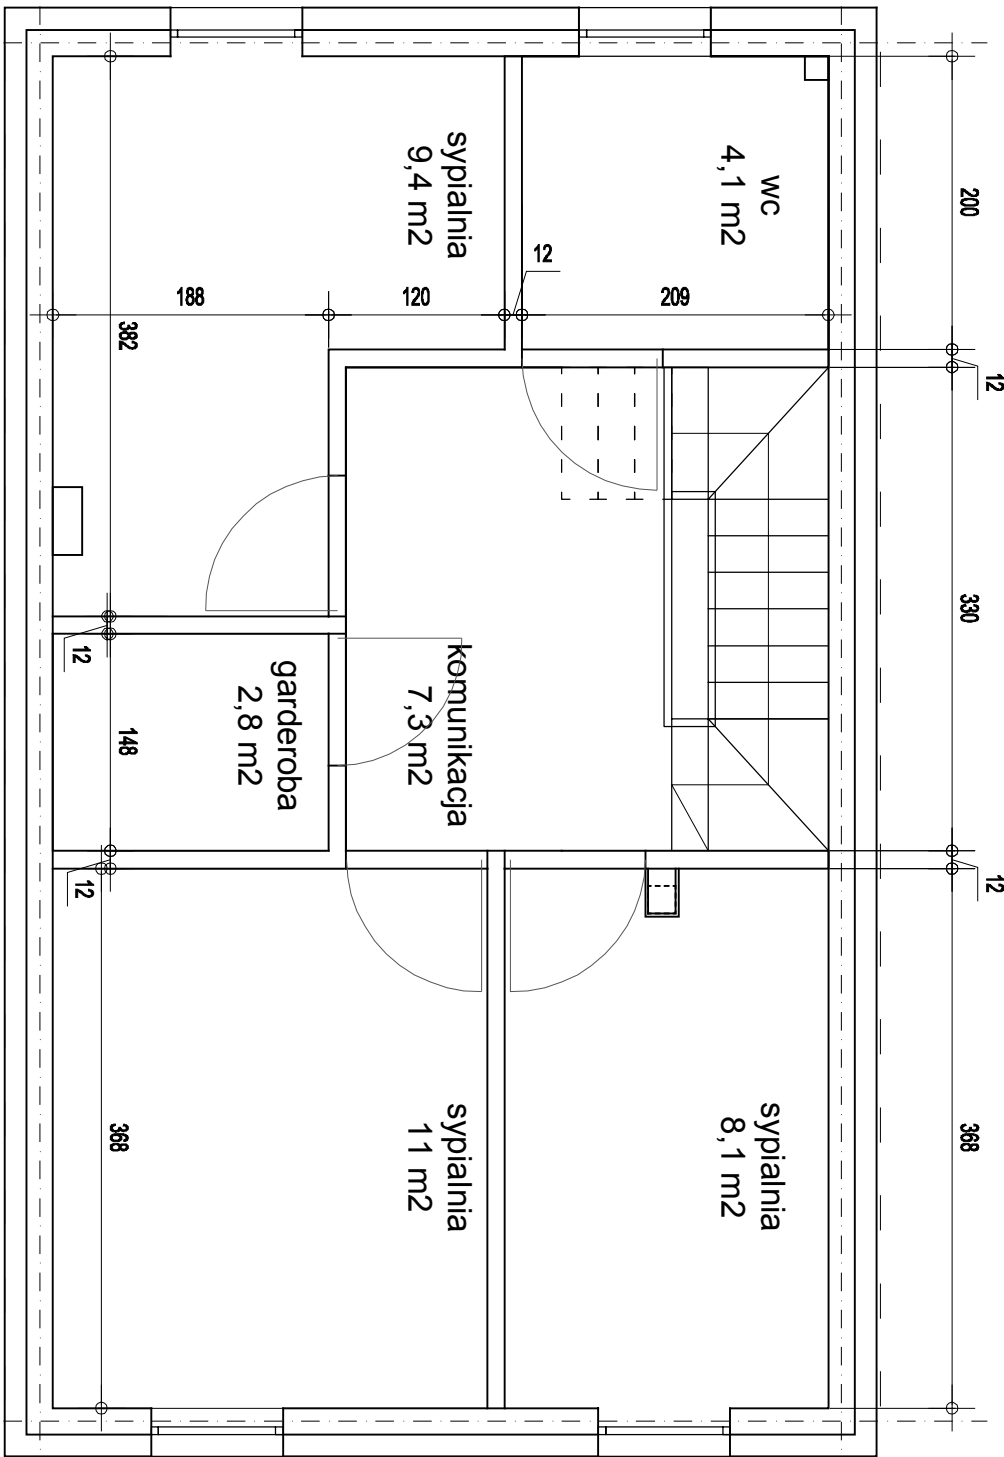 wc
4,1 m2
sypialnia
9,4 m2
200
12
188
120
209
382
12
330
komunikacja
7,3 m2
garderoba
2,8 m2
12
148
12
12
sypialnia
8,1 m2
sypialnia
11 m2
368
368